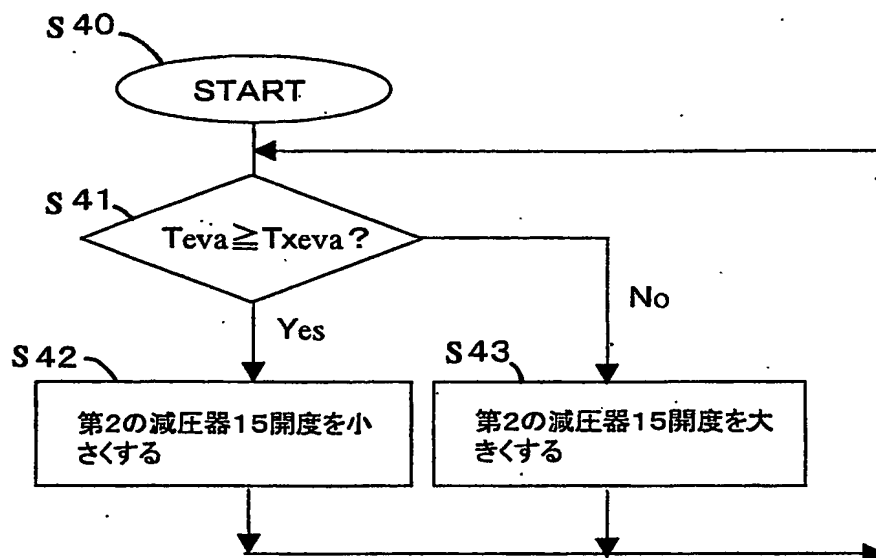 S40
START
S41
Teva≧Txeva?
No
Yes
S42
S43
第2の減圧器15開度を小
さくする
第2の減圧器15開度を大
きくする